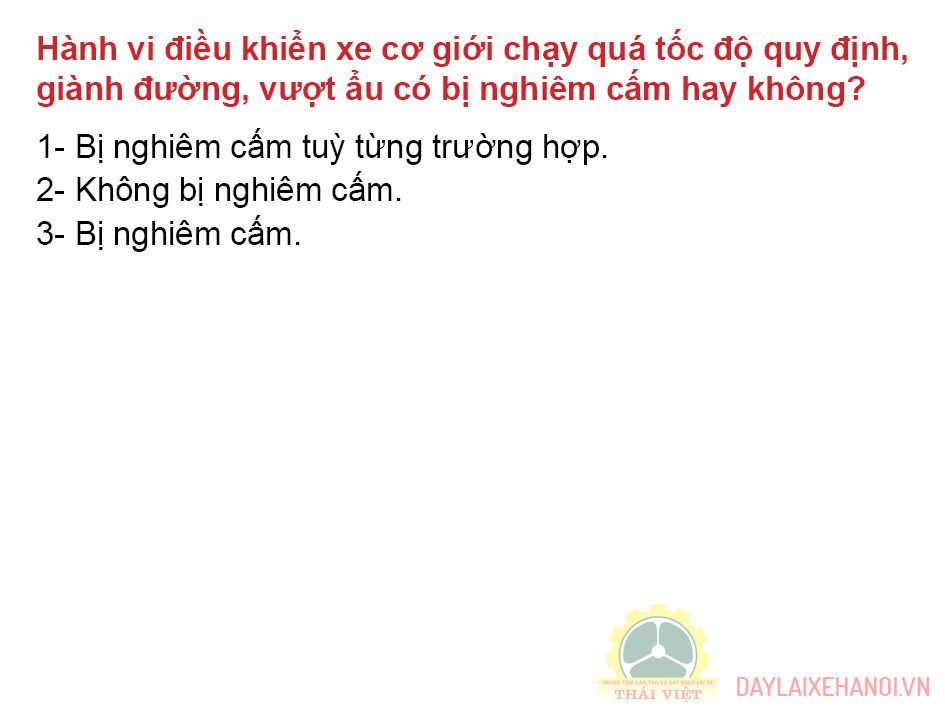 Hành vi điều khiển xe cơ giới chạy quá tốc độ quy định,
giành đường, vượt ẩu có bị nghiêm cấm hay không?
1- Bị nghiêm cấm tuỳ từng trường hợp.
2- Không bị nghiêm cấm.
3- Bị nghiêm cấm.
TRUNG TÂM ĐÀO TẠO VÀ SÁT HẠCH LÁI XE
THÁI VIỆT
DAYLAIXEHANOI.VN